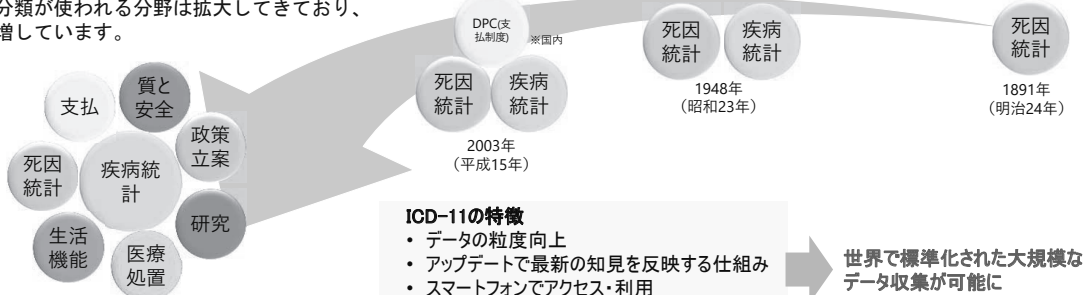 分類が使われる分野は拡大してきており、
増しています。
支払
質と
安全
政策
立案
死因
統計
疾病統
計
研究
生活
機能
医療
処置
DPC(支
払制度)
※国内
死因
統計
疾病
統計
2003年
（平成15年）
死因
統計
疾病
統計
1948年
（昭和23年）
死因
統計
1891年
（明治24年）
ICD-11の特徴
• データの粒度向上
• アップデートで最新の知見を反映する仕組み
• スマートフォンでアクセス・利用
世界で標準化された大規模な
データ収集が可能に